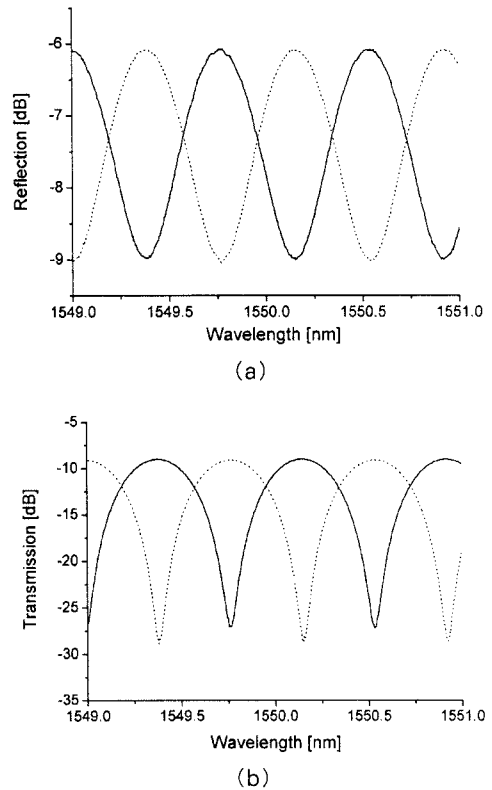 -6
-7
-8
-9
Reflection [dB]
1549.0 1549.5 1550.0 1550.5 1551.0
Wavelength [nm]
(a)
-5
-10
-15
-20
-25
-30
-35
Transmission [dB]
1549.0 1549.5 1550.0 1550.5 1551.0
Wavelength [nm]
(b)